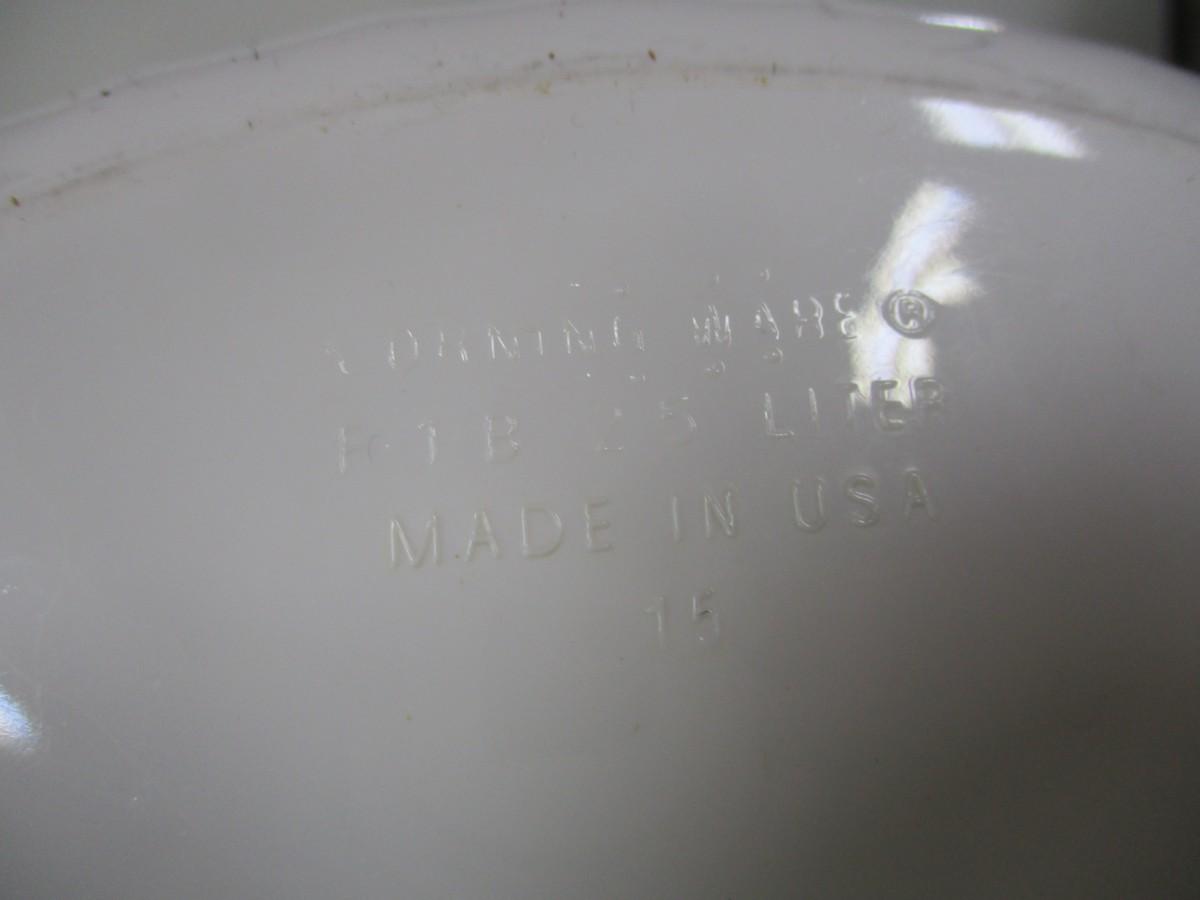 CORNING WARE®
F-1-B 2.5 LITER
MADE IN USA
15